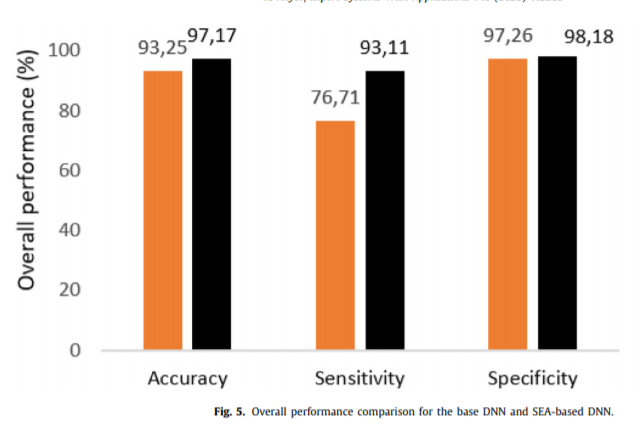 Overall performance (%)
100
80
60
40
20
0
93,25
97,17
76,71
93,11
97,26
98,18
Accuracy
Sensitivity
Specificity
Fig. 5. Overall performance comparison for the base DNN and SEA-based DNN.